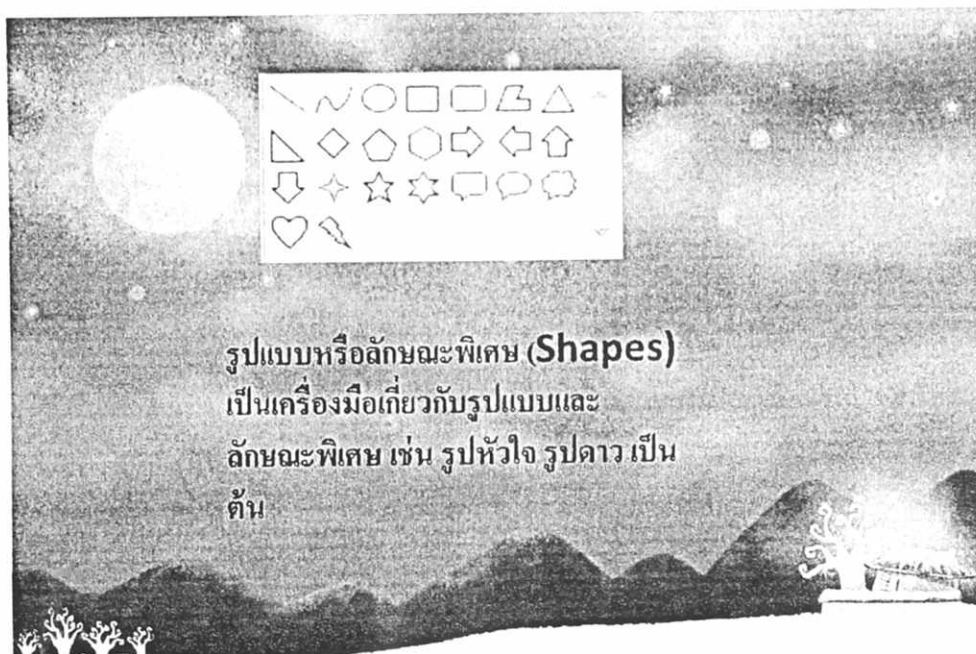 รูปแบบหรือลักษณะพิเศษ (Shapes)
เป็นเครื่องมือเกี่ยวกับรูปแบบและ
ลักษณะพิเศษ เช่น รูปหัวใจ รูปดาว เป็น
ต้น